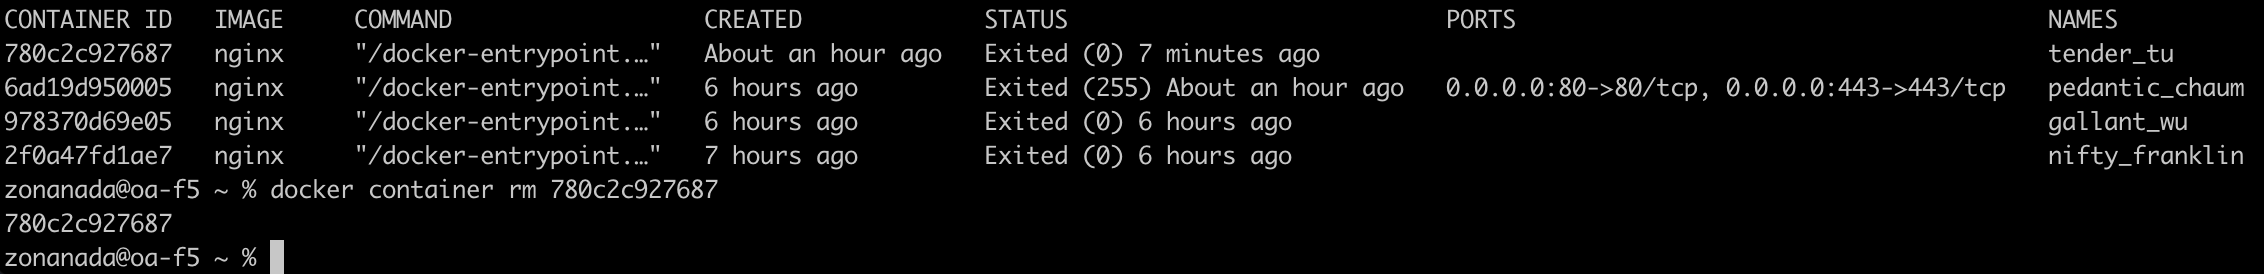 CONTAINER ID   IMAGE     COMMAND                  CREATED             STATUS                           PORTS                                      NAMES
780c2c927687   nginx     "/docker-entrypoint.…"   About an hour ago   Exited (0) 7 minutes ago                                                    tender_tu
6ad19d950005   nginx     "/docker-entrypoint.…"   6 hours ago         Exited (255) About an hour ago   0.0.0.0:80->80/tcp, 0.0.0.0:443->443/tcp   pedantic_chaum
978370d69e05   nginx     "/docker-entrypoint.…"   6 hours ago         Exited (0) 6 hours ago                                                      gallant_wu
2f0a47fd1ae7   nginx     "/docker-entrypoint.…"   7 hours ago         Exited (0) 6 hours ago                                                      nifty_franklin
zonanada@oa-f5 ~ % docker container rm 780c2c927687
780c2c927687
zonanada@oa-f5 ~ %